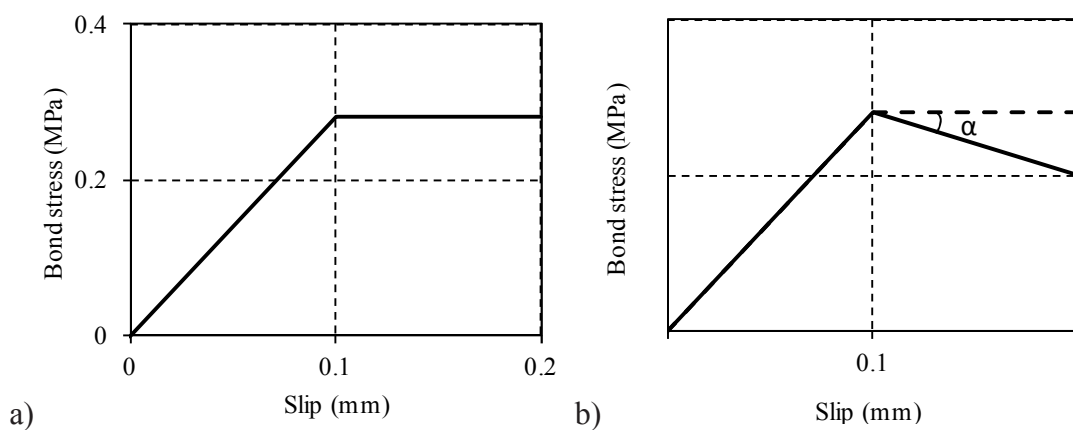 0.4
0.2
0
0
0.1
0.2
Bond stress (MPa)
Slip (mm)
a)
Bond stress (MPa)
α
0.1
Slip (mm)
b)